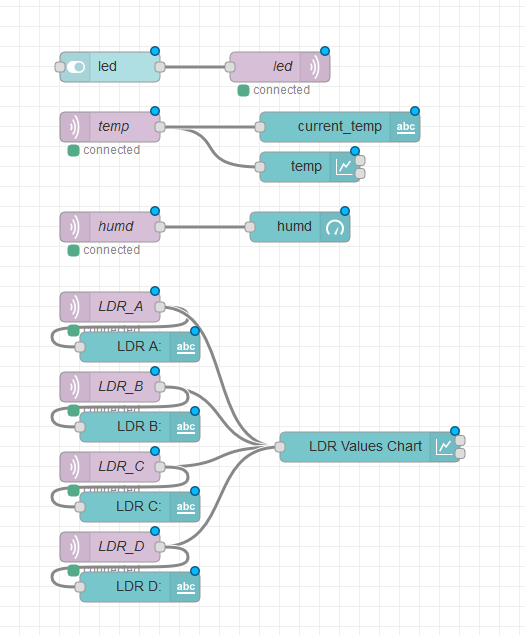 led
led
connected
temp
current_temp
abc
connected
temp
humd
humd
connected
LDR_A
connected
LDR A:
abc
LDR_B
connected
LDR B:
abc
LDR Values Chart
LDR_C
connected
LDR C:
abc
LDR_D
connected
LDR D:
abc